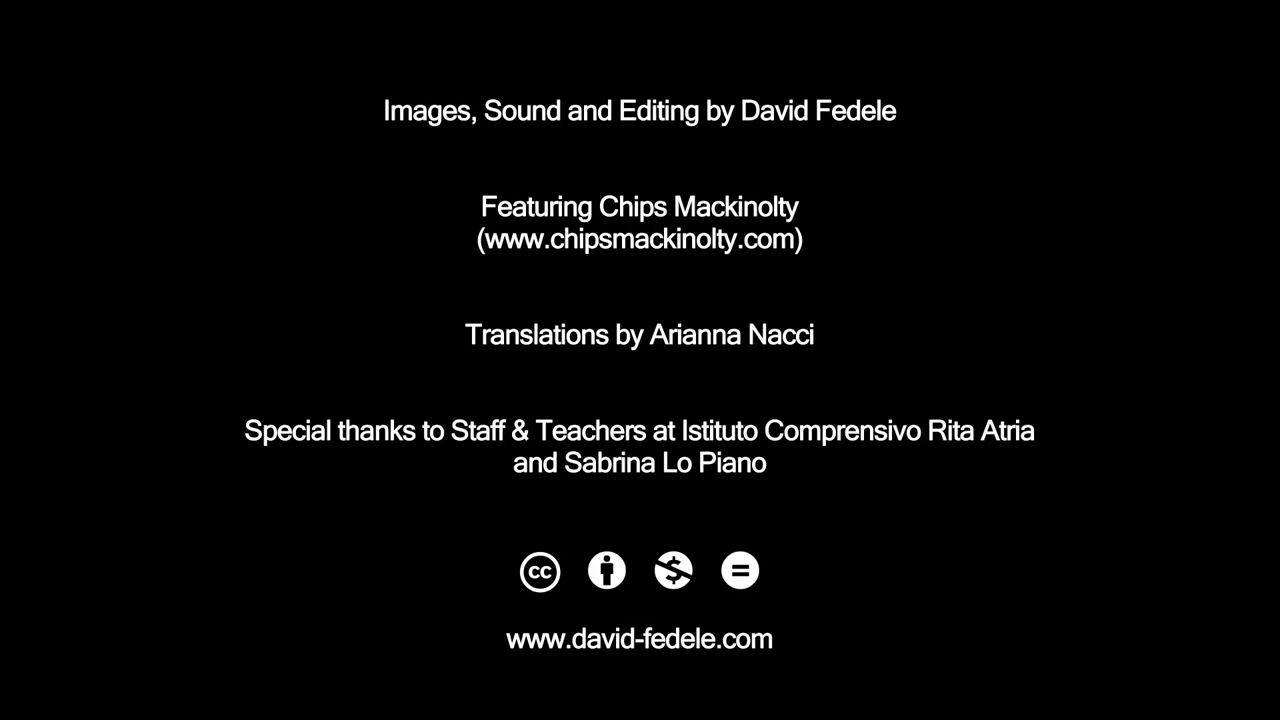 Images, Sound and Editing by David Fedele
Featuring Chips Mackinolty
(www.chipsmackinolty.com)
Translations by Arianna Nacci
Special thanks to Staff & Teachers at Istituto Comprensivo Rita Atria
and Sabrina Lo Piano
cc
www.david-fedele.com